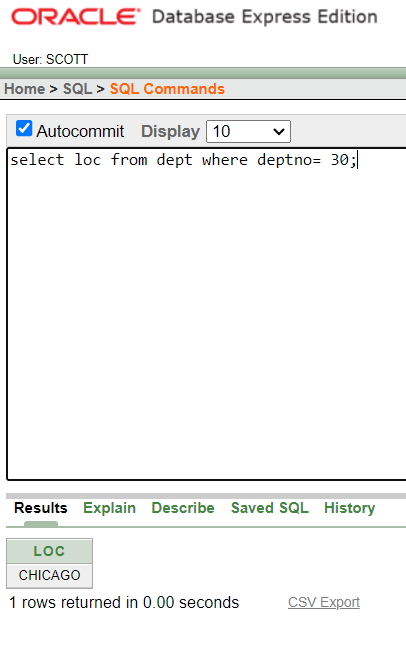 ORACLE® Database Express Edition
User: SCOTT
Home > SQL > SQL Commands
Autocommit Display 10
select loc from dept where deptno= 30;
Results Explain Describe Saved SQL History
LOC
CHICAGO
1 rows returned in 0.00 seconds CSV Export